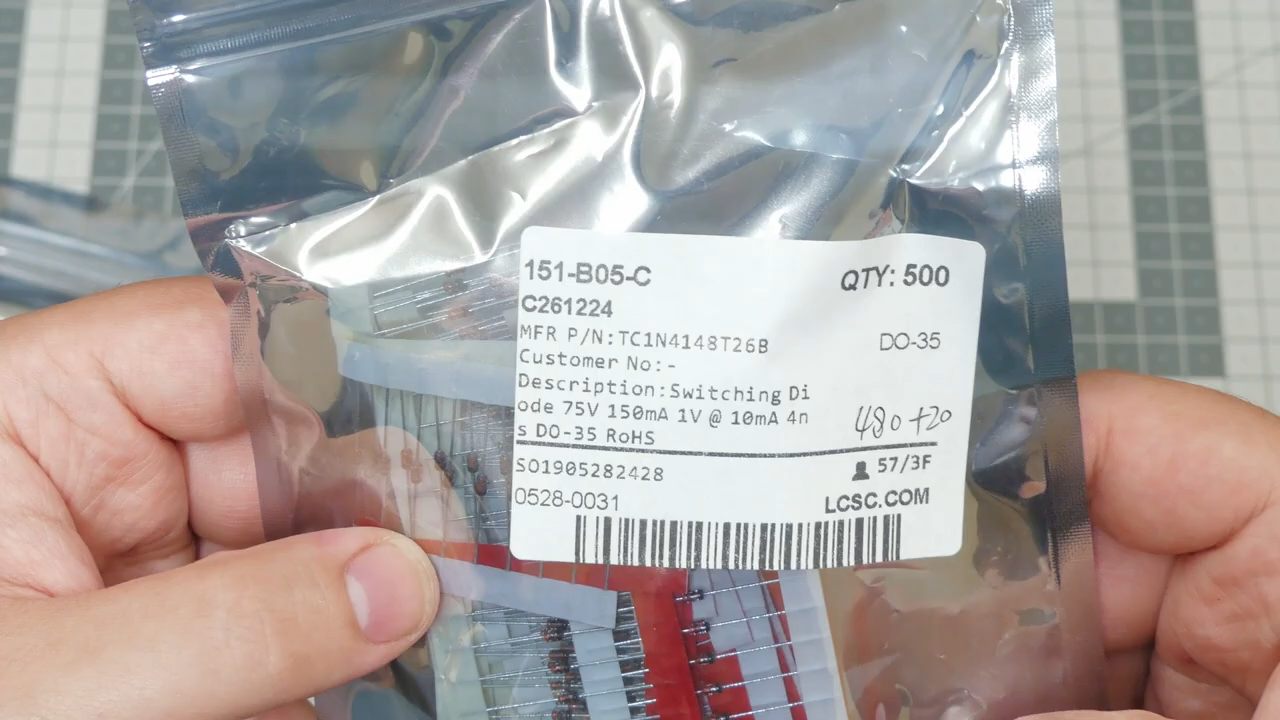 151-B05-C QTY: 500
C261224
MFR P/N:TC1N4148T26B DO-35
Customer No:-
Description:Switching Di
ode 75V 150mA 1V @ 10mA 4n
s DO-35 RoHS
480+20
SO1905282428 57/3F
0528-0031 LCSC.COM